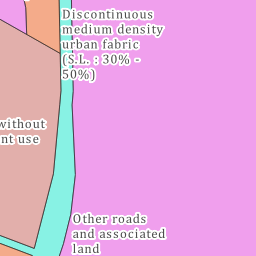 Discontinuous
medium density
urban fabric
(S.L. : 30% -
50%)
without
nt use
Other roads
and associated
land